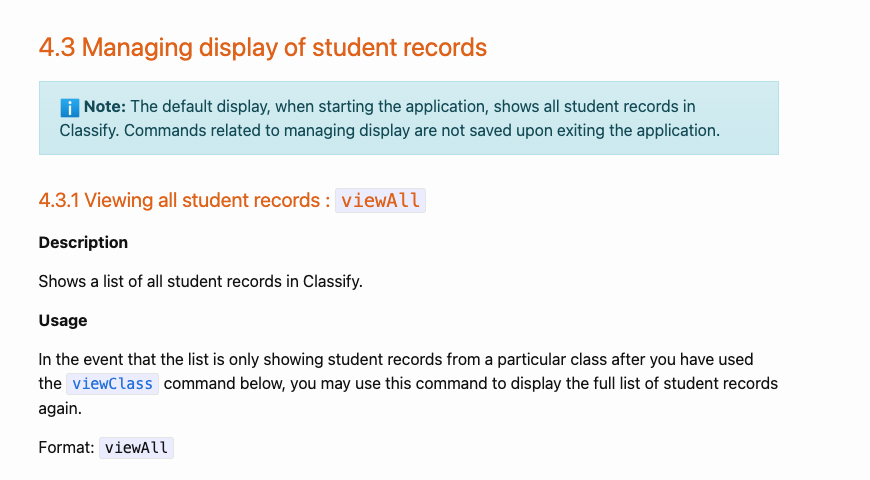 4.3 Managing display of student records
ℹ️ Note: The default display, when starting the application, shows all student records in
Classify. Commands related to managing display are not saved upon exiting the application.
4.3.1 Viewing all student records : viewAll
Description
Shows a list of all student records in Classify.
Usage
In the event that the list is only showing student records from a particular class after you have used
the viewClass command below, you may use this command to display the full list of student records
again.
Format: viewAll